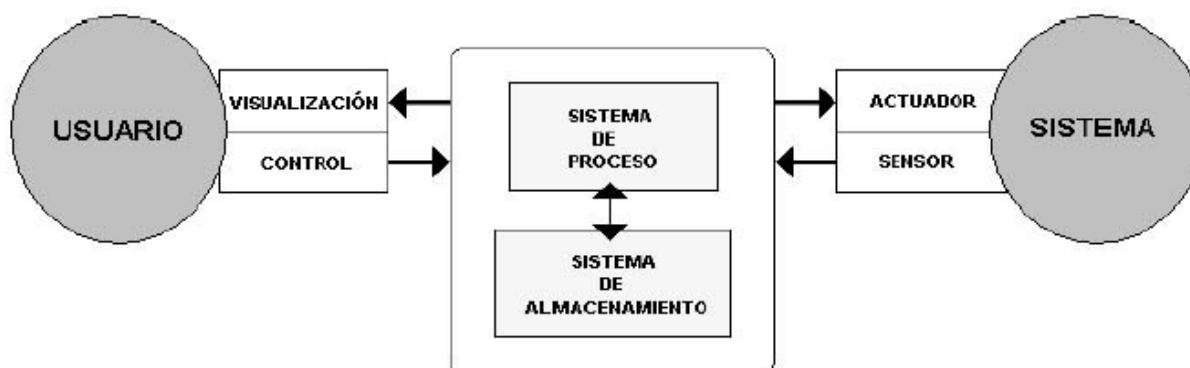 USUARIO
VISUALIZACIÓN
CONTROL
SISTEMA
DE
PROCESO
SISTEMA
DE
ALMACENAMIENTO
ACTUADOR
SENSOR
SISTEMA